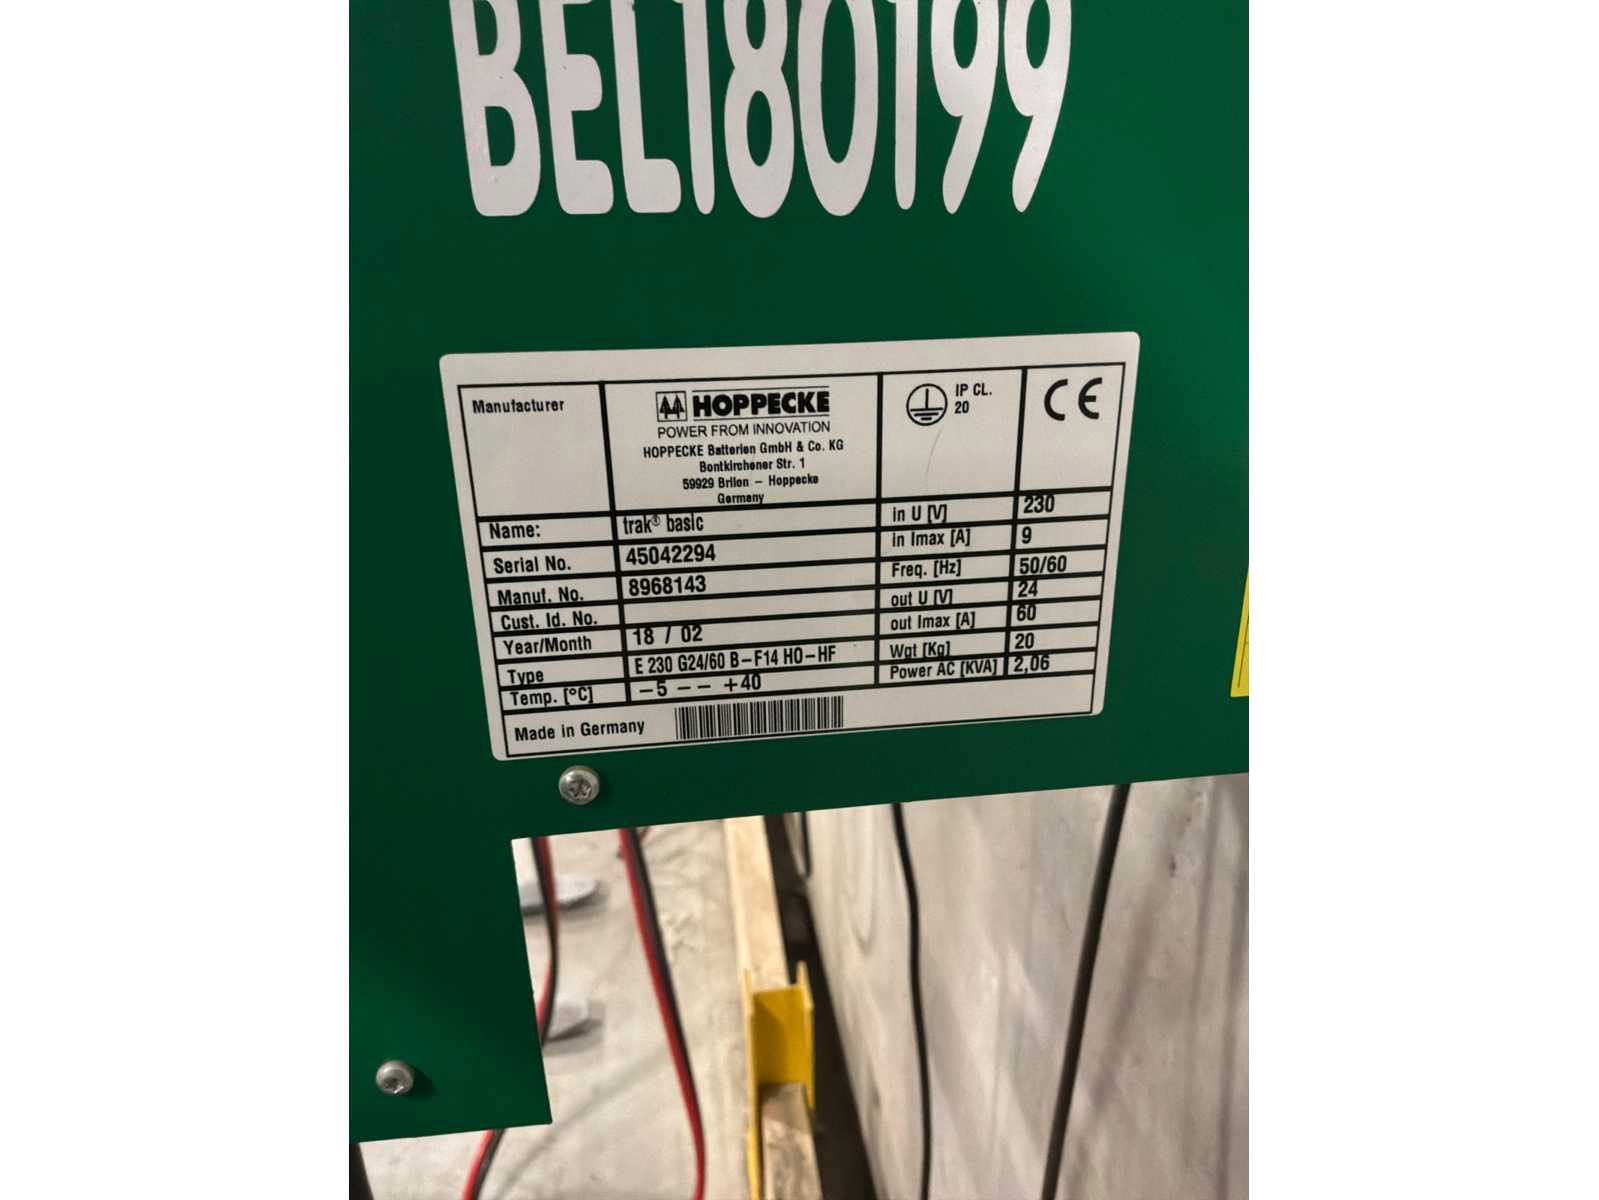 BEL180199
Manufacturer
HOPPECKE
POWER FROM INNOVATION
HOPPECKE Batterien GmbH & Co. KG
Bontkirchener Str. 1
59929 Brilon - Hoppecke
Germany
IP CL.
20
CE
Name: trak® basic
Serial No. 45042294
Manuf. No. 8968143
Cust. Id. No.
Year/Month 18 / 02
Type E 230 G24/60 B-F14 HO-HF
Temp. [°C] -5 -- +40
in U [V] 230
in Imax [A] 9
Freq. [Hz] 50/60
out U [V] 24
out Imax [A] 60
Wgt [Kg] 20
Power AC [KVA] 2,06
Made in Germany